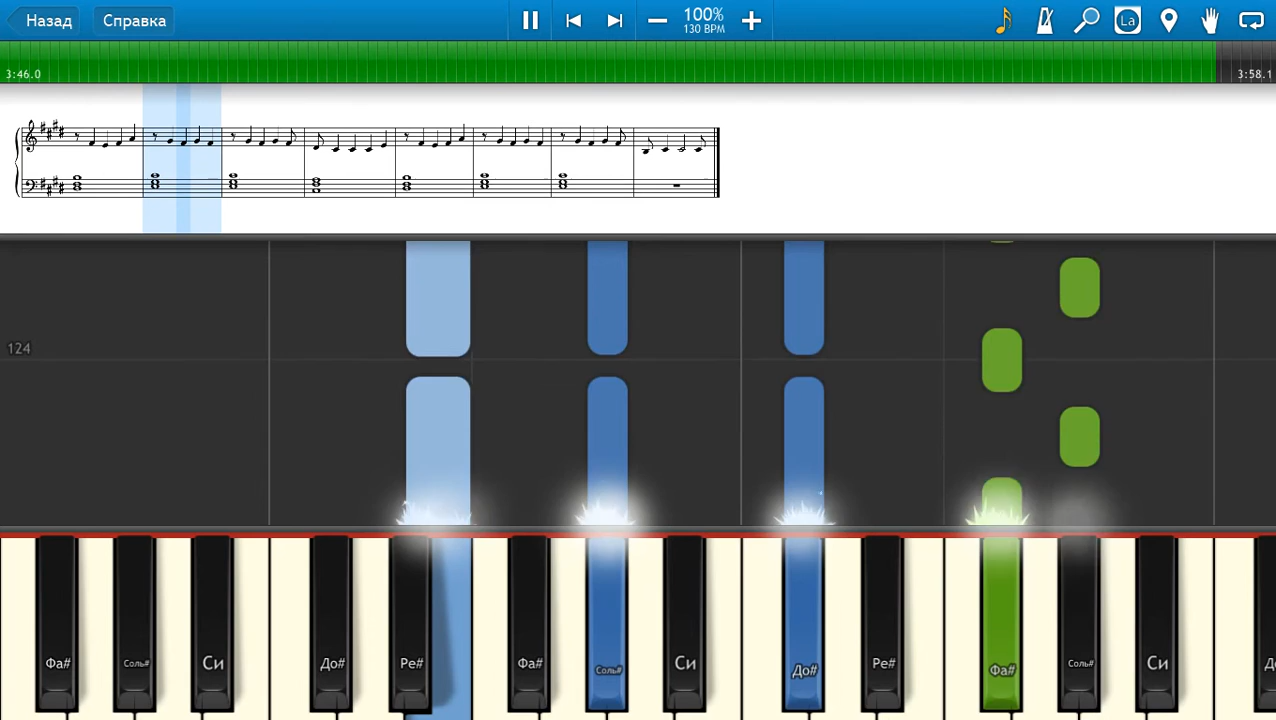 Назад Справка 100% La
130 BPM
3:46.0 3:58.1
124
Фа# Соль# Си До# Ре# Фа# Соль# Си До# Ре# Фа# Соль# Си